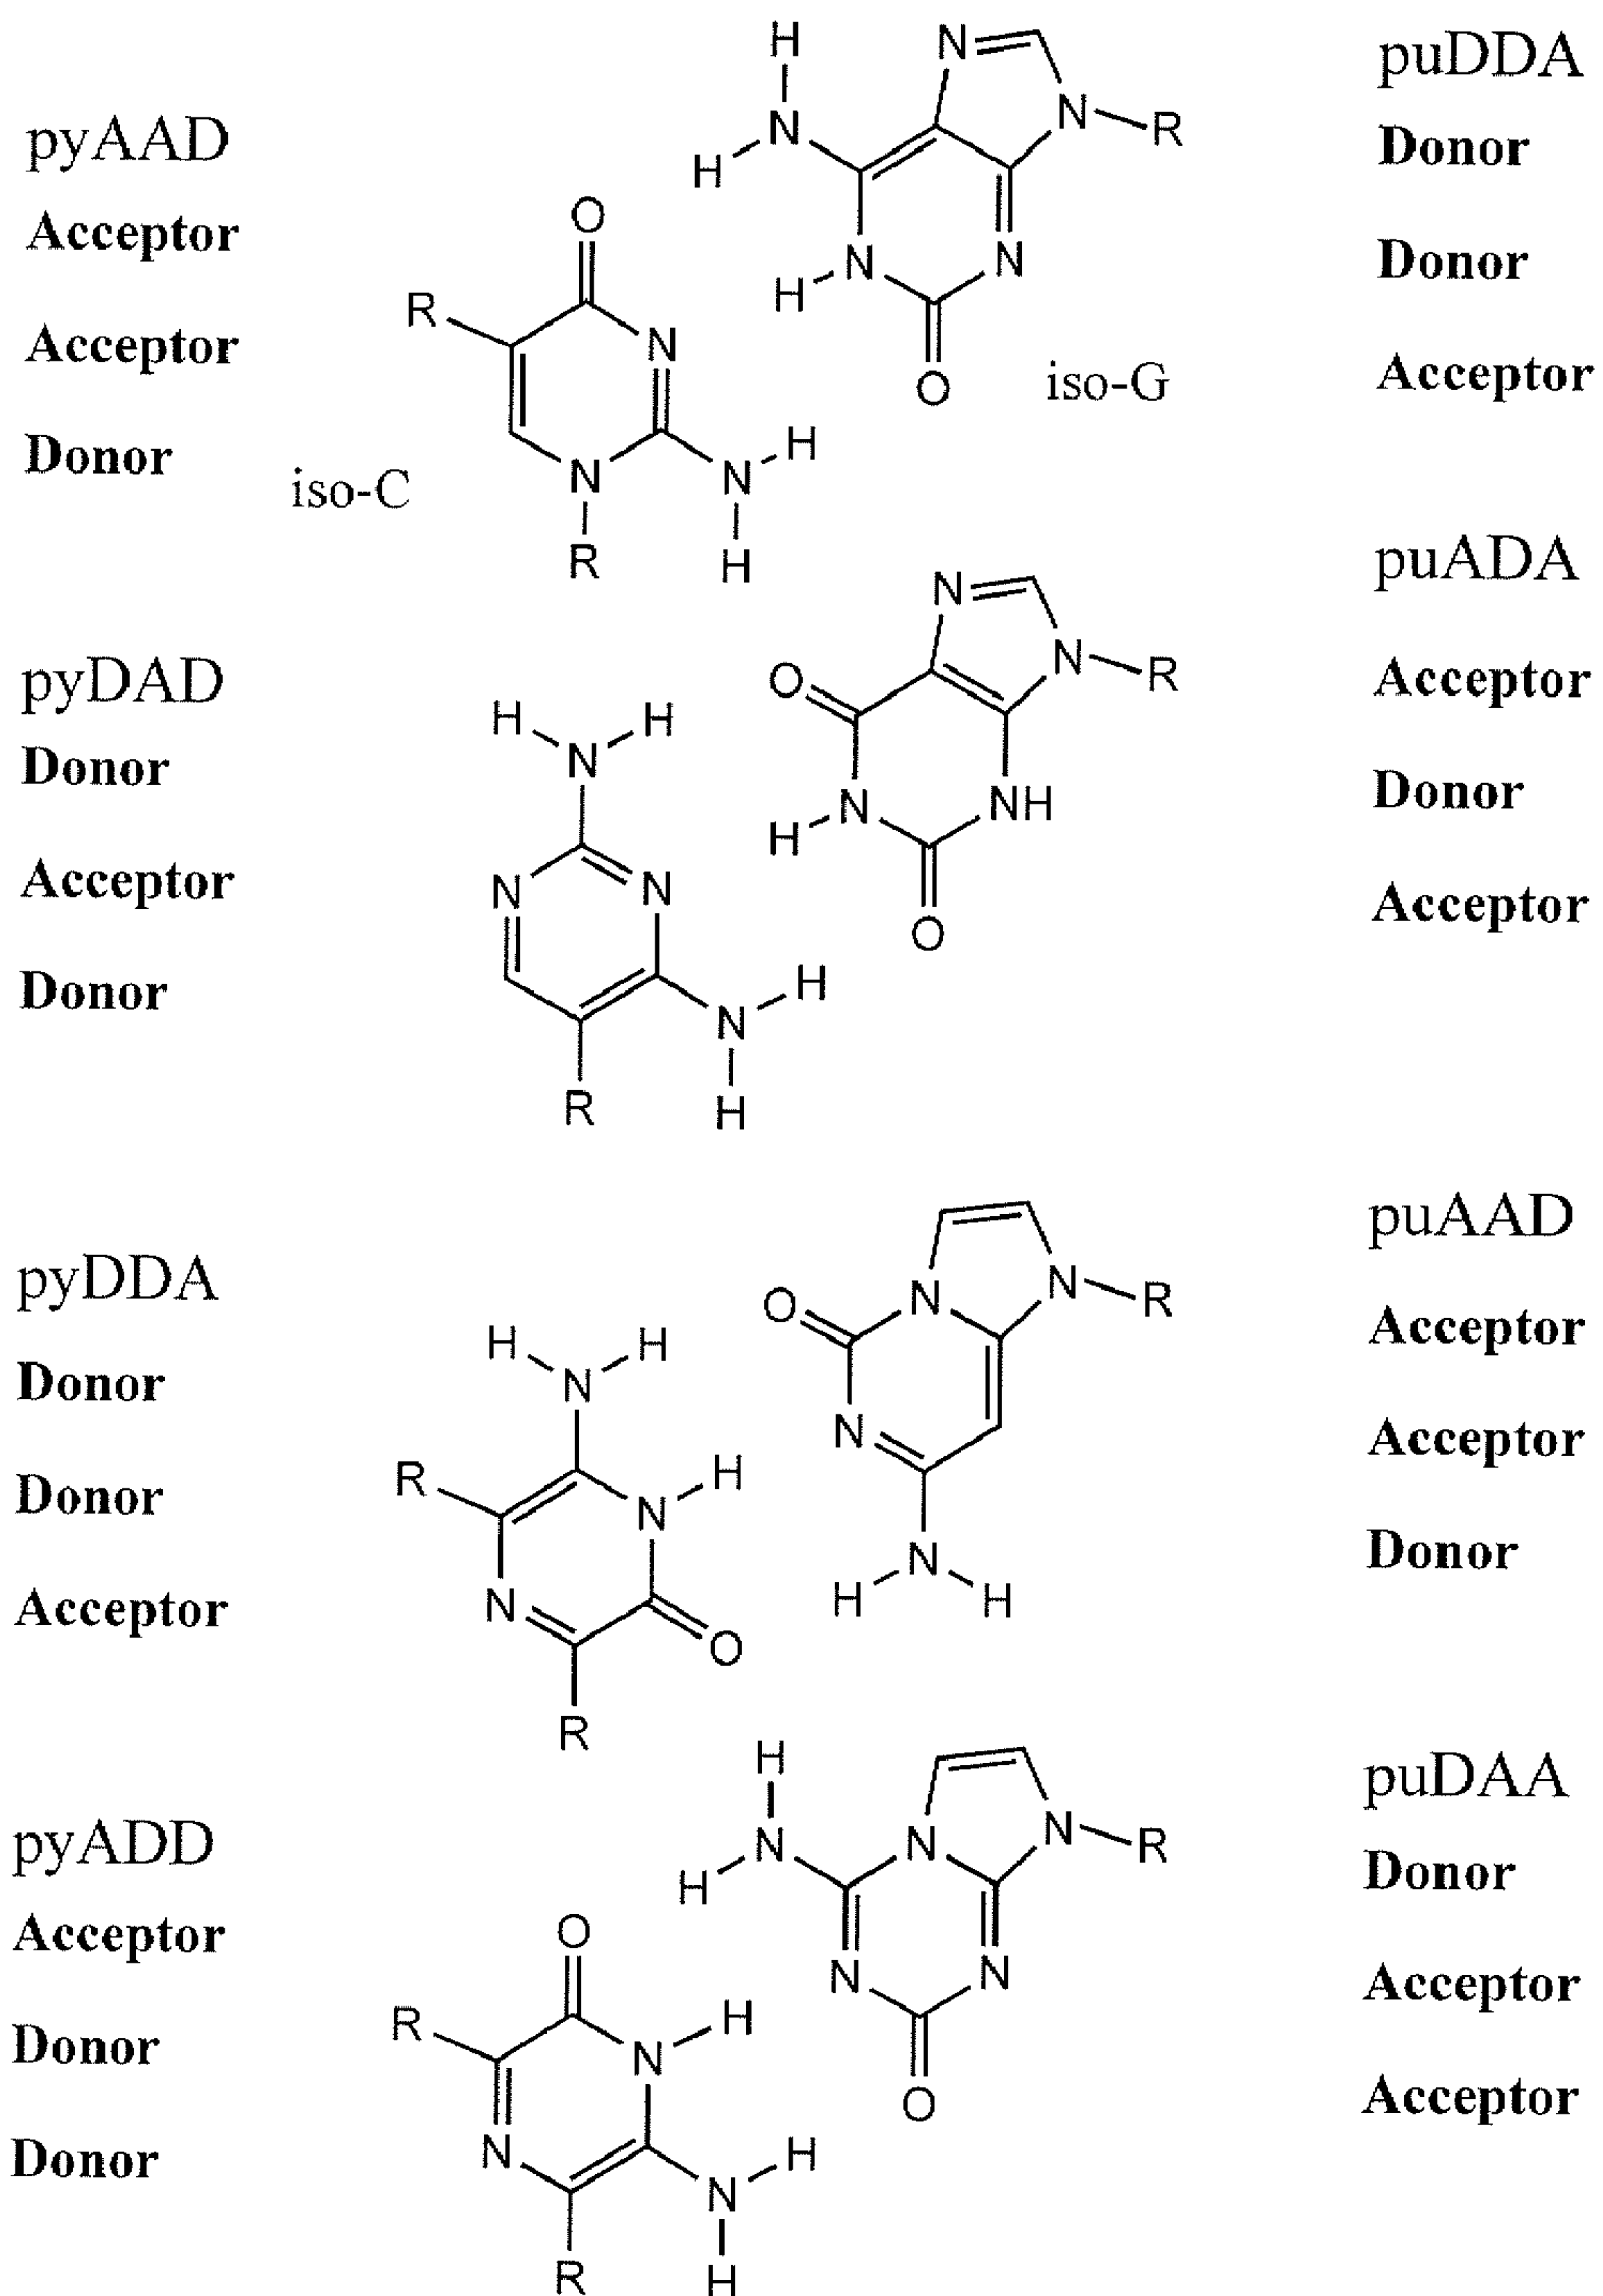 pyAAD
Acceptor
Acceptor
Donor
iso-C
O
R
N
N
R
N
H
H
H
N
H
N
N
R
N
H
N
O
iso-G
puDDA
Donor
Donor
Acceptor
pyDAD
Donor
Acceptor
Donor
H
H
N
N
N
H
N
H
R
N
O
N
R
N
H
NH
O
puADA
Acceptor
Donor
Acceptor
pyDDA
Donor
Donor
Acceptor
H
H
N
R
H
N
N
O
R
O
N
N
R
N
N
H
H
puAAD
Acceptor
Acceptor
Donor
pyADD
Acceptor
Donor
Donor
O
R
H
N
N
H
N
R
H
H
N
H
N
N
R
N
N
O
puDAA
Donor
Acceptor
Acceptor